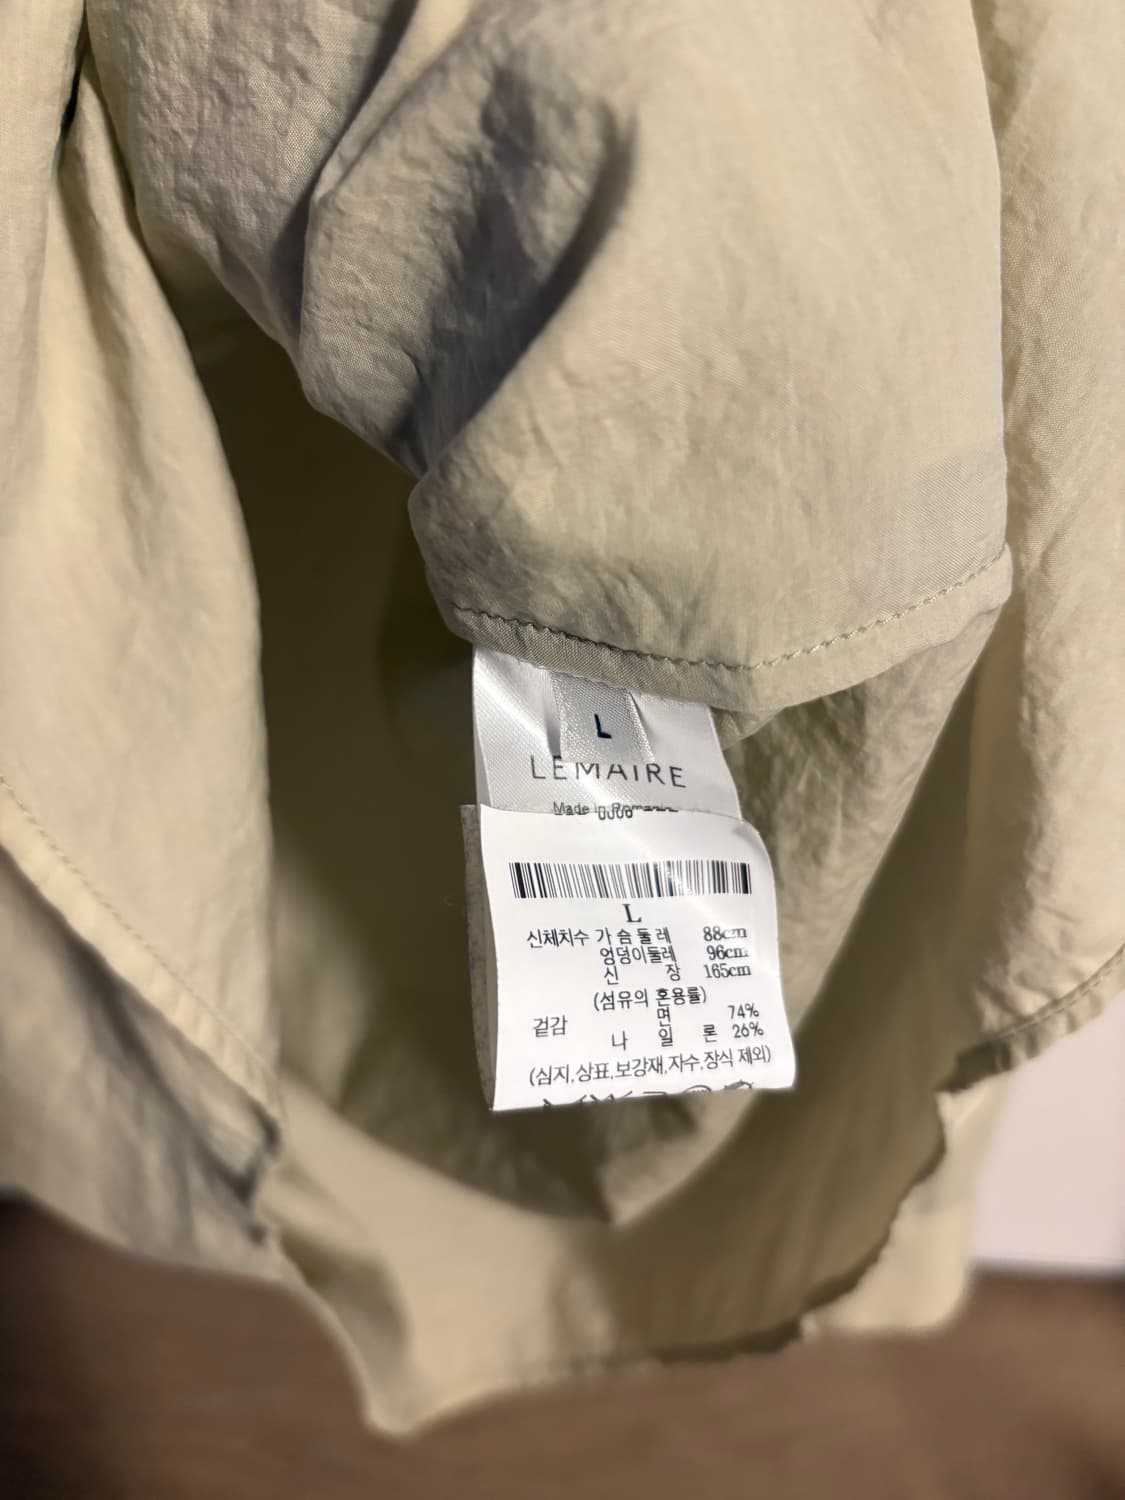 L
LEMAIRE
Made in Romania
L
신체치수 가슴둘레 88cm
엉덩이둘레 96cm
신장 165cm
(섬유의 혼용률)
겉감 면 74%
나일론 26%
(심지,상표,보강재,자수,장식 제외)